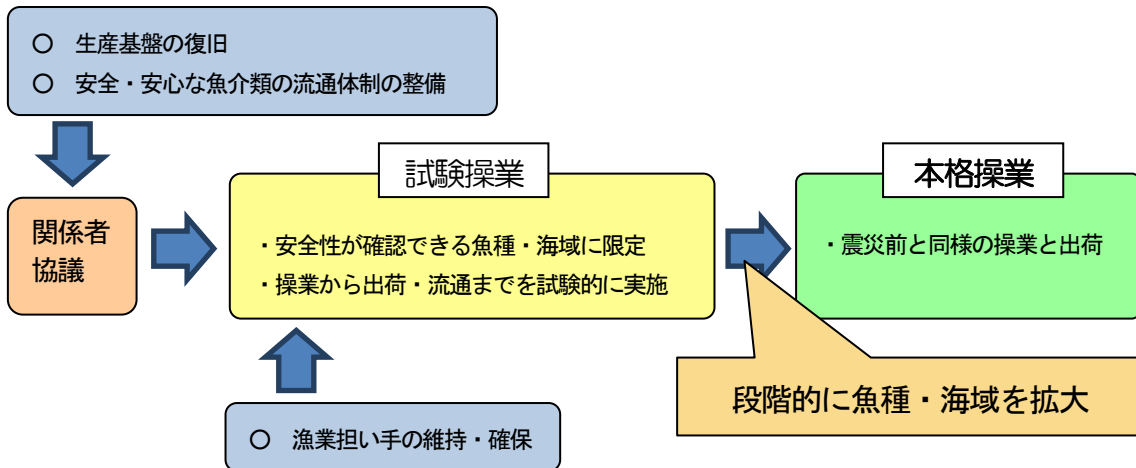 ○ 生産基盤の復旧
○ 安全・安心な魚介類の流通体制の整備
関係者
協議
試験操業
・安全性が確認できる魚種・海域に限定
・操業から出荷・流通までを試験的に実施
本格操業
・震災前と同様の操業と出荷
段階的に魚種・海域を拡大
○ 漁業担い手の維持・確保